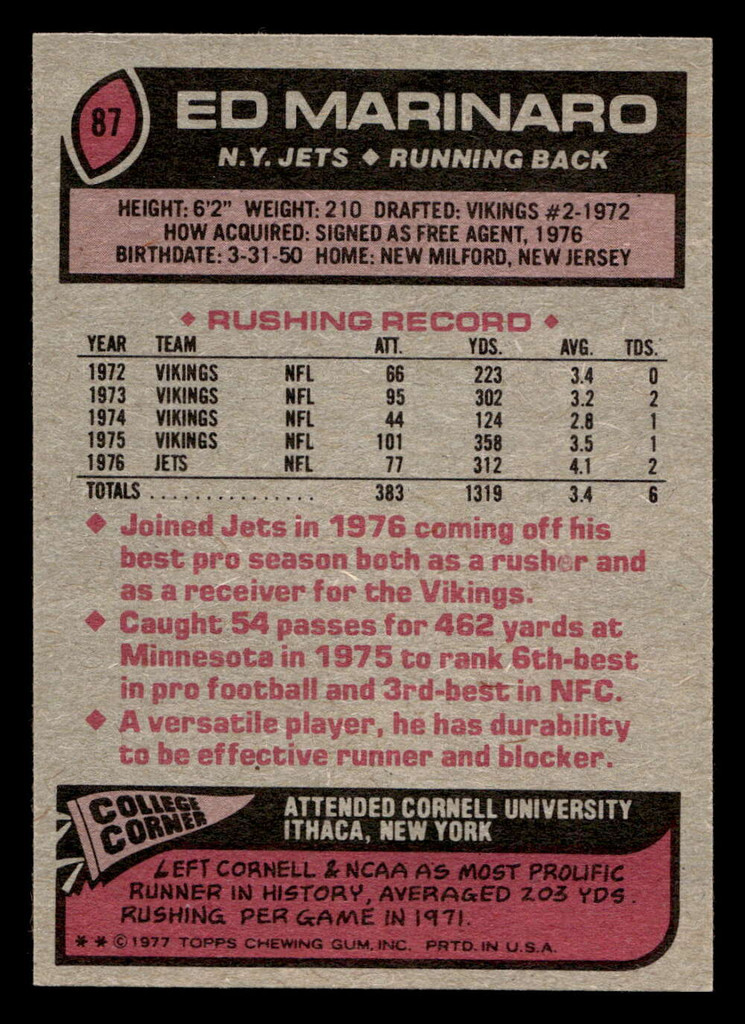 87
ED MARINARO
N.Y. JETS ◆ RUNNING BACK
HEIGHT: 6'2" WEIGHT: 210 DRAFTED: VIKINGS #2-1972
HOW ACQUIRED: SIGNED AS FREE AGENT, 1976
BIRTHDATE: 3-31-50 HOME: NEW MILFORD, NEW JERSEY
◆ RUSHING RECORD ◆
YEAR TEAM ATT. YDS. AVG. TDS.
1972 VIKINGS NFL 66 223 3.4 0
1973 VIKINGS NFL 95 302 3.2 2
1974 VIKINGS NFL 44 124 2.8 1
1975 VIKINGS NFL 101 358 3.5 1
1976 JETS NFL 77 312 4.1 2
TOTALS ................ 383 1319 3.4 6
◆ Joined Jets in 1976 coming off his
best pro season both as a rusher and
as a receiver for the Vikings.
◆ Caught 54 passes for 462 yards at
Minnesota in 1975 to rank 6th-best
in pro football and 3rd-best in NFC.
◆ A versatile player, he has durability
to be effective runner and blocker.
COLLEGE
CORNER
ATTENDED CORNELL UNIVERSITY
ITHACA, NEW YORK
LEFT CORNELL & NCAA AS MOST PROLIFIC
RUNNER IN HISTORY, AVERAGED 203 YDS.
RUSHING PER GAME IN 1971.
** © 1977 TOPPS CHEWING GUM, INC. PRTD. IN U.S.A.